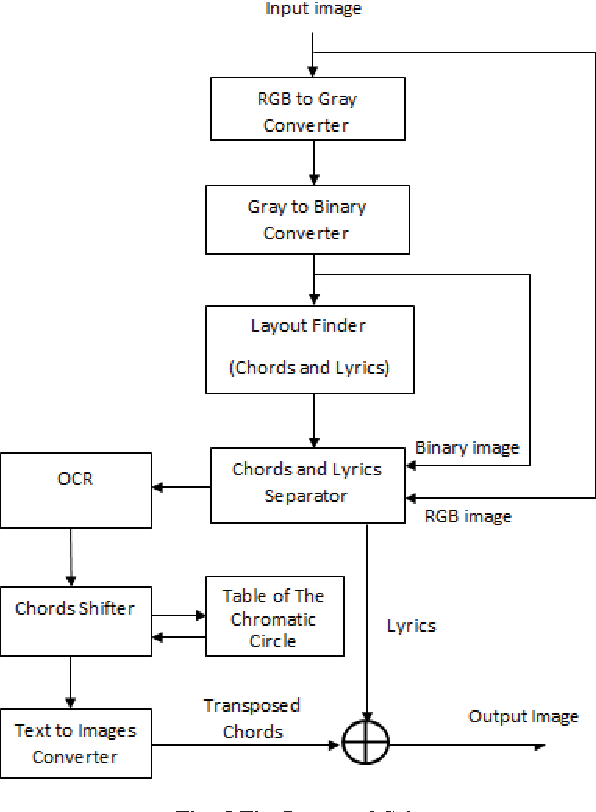 Input image
RGB to Gray
Converter
Gray to Binary
Converter
Layout Finder
(Chords and Lyrics)
Binary image
Chords and Lyrics
Separator
RGB image
OCR
Chords Shifter
Table of The
Chromatic
Circle
Lyrics
Transposed
Chords
Text to Images
Converter
Output Image